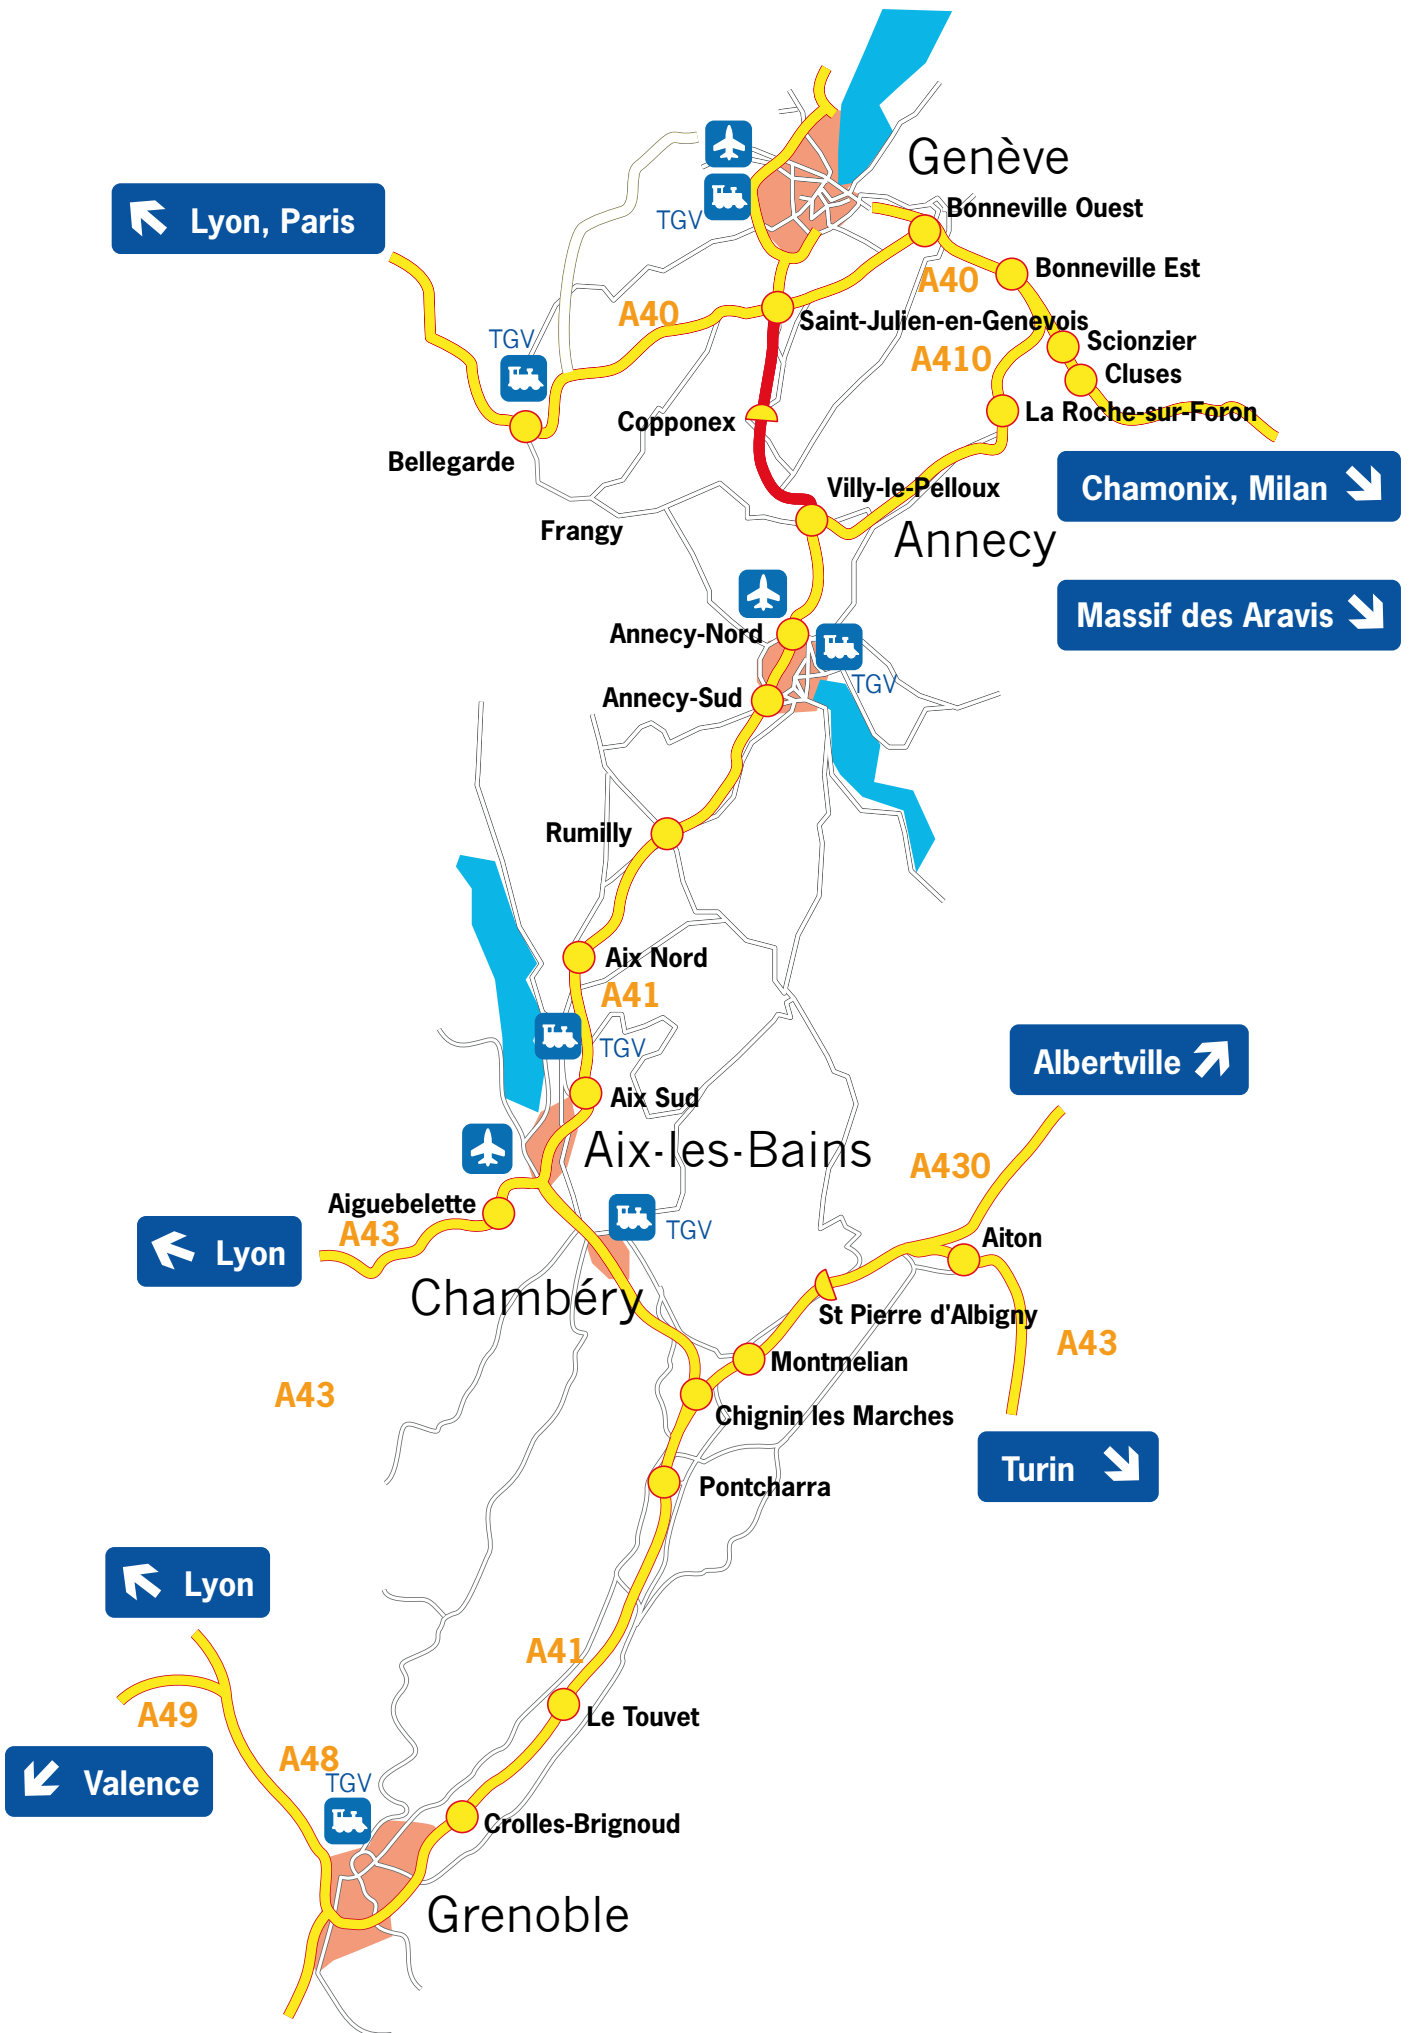 Genève
Lyon, Paris
TGV
Bonneville Ouest
Bonneville Est
A40
A40
Saint-Julien-en-Genevois
TGV
A410
Scionzier
Cluses
La Roche-sur-Foron
Copponex
Bellegarde
Villy-le-Pelloux
Chamonix, Milan
Frangy
Annecy
Massif des Aravis
Annecy-Nord
TGV
Annecy-Sud
Rumilly
Aix Nord
A41
TGV
Albertville
Aix Sud
Aix-les-Bains
A430
Aiguebelette
A43
TGV
Lyon
Aiton
Chambéry
St Pierre d'Albigny
A43
Montmelian
A43
Chignin les Marches
Turin
Pontcharra
Lyon
A41
A49
Le Touvet
A48
TGV
Valence
Crolles-Brignoud
Grenoble